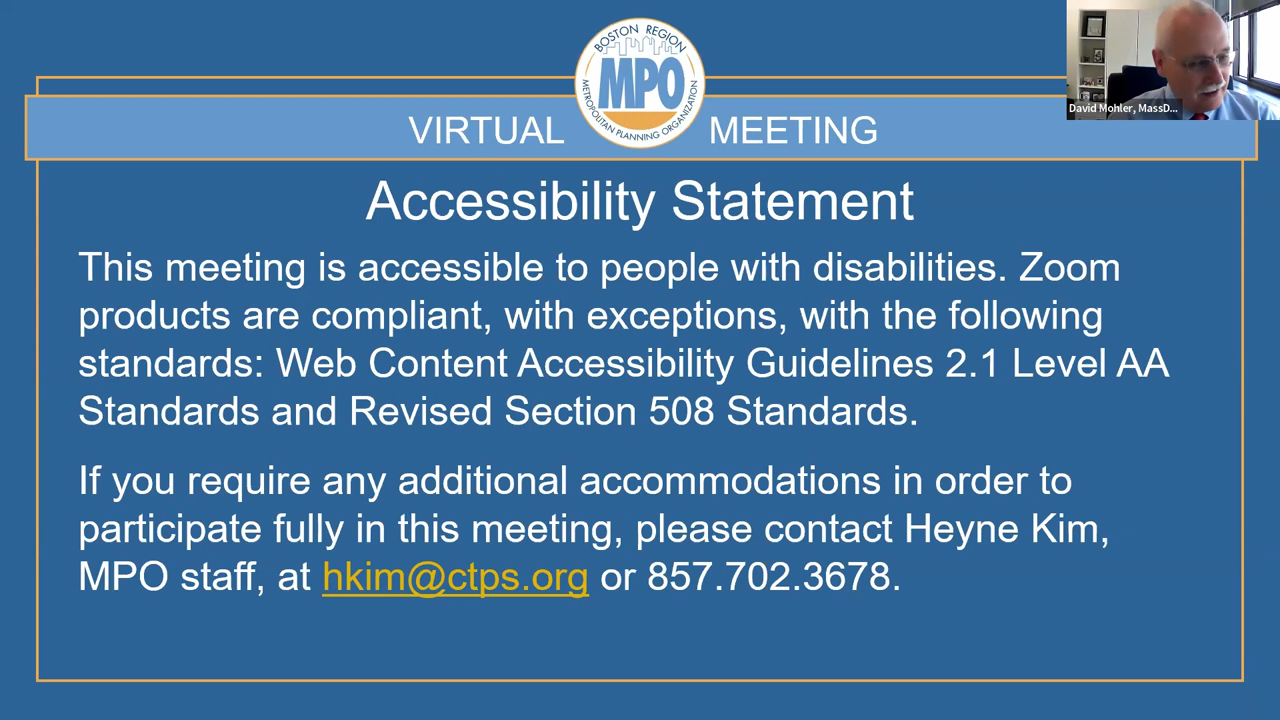 BOSTON REGION
MPO
METROPOLITAN PLANNING ORGANIZATION
VIRTUAL MEETING
David Mohler, MassD...
Accessibility Statement
This meeting is accessible to people with disabilities. Zoom
products are compliant, with exceptions, with the following
standards: Web Content Accessibility Guidelines 2.1 Level AA
Standards and Revised Section 508 Standards.
If you require any additional accommodations in order to
participate fully in this meeting, please contact Heyne Kim,
MPO staff, at hkim@ctps.org or 857.702.3678.